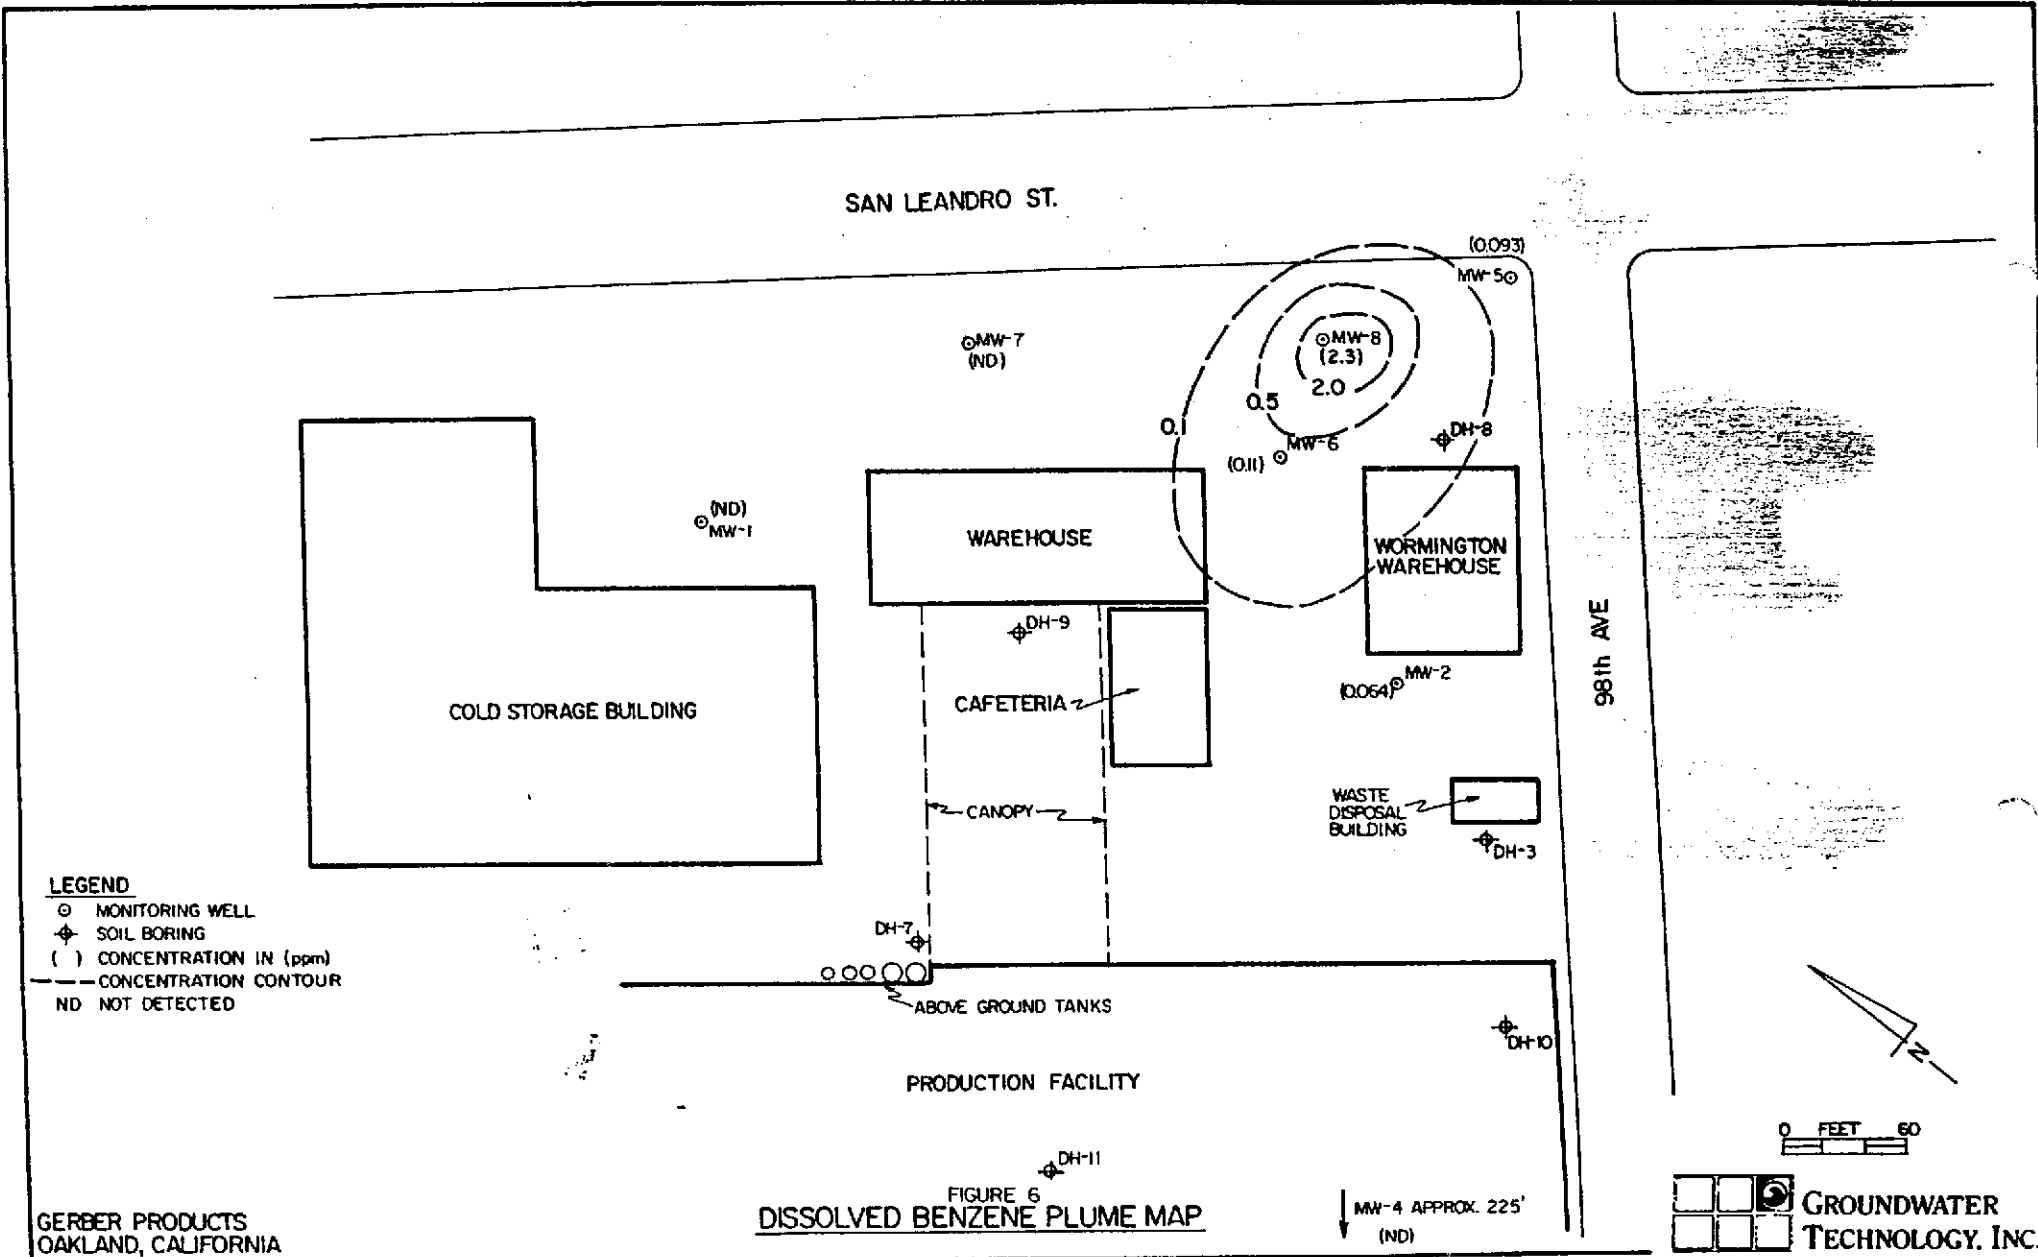 SAN LEANDRO ST.
(0.093)
MW-5
MW-7
(ND)
MW-8
(2.3)
2.0
0.5
0.1
MW-6
(0.11)
DH-8
(ND)
MW-1
WAREHOUSE
WORMINGTON
WAREHOUSE
98th AVE
DH-9
MW-2
(0.064)
COLD STORAGE BUILDING
CAFETERIA
CANOPY
WASTE
DISPOSAL
BUILDING
DH-3
LEGEND
MONITORING WELL
SOIL BORING
( ) CONCENTRATION IN (ppm)
CONCENTRATION CONTOUR
ND NOT DETECTED
DH-7
ABOVE GROUND TANKS
DH-10
N
PRODUCTION FACILITY
0 FEET 60
DH-11
FIGURE 6
DISSOLVED BENZENE PLUME MAP
MW-4 APPROX. 225'
(ND)
GERBER PRODUCTS
OAKLAND, CALIFORNIA
GROUNDWATER
TECHNOLOGY, INC.